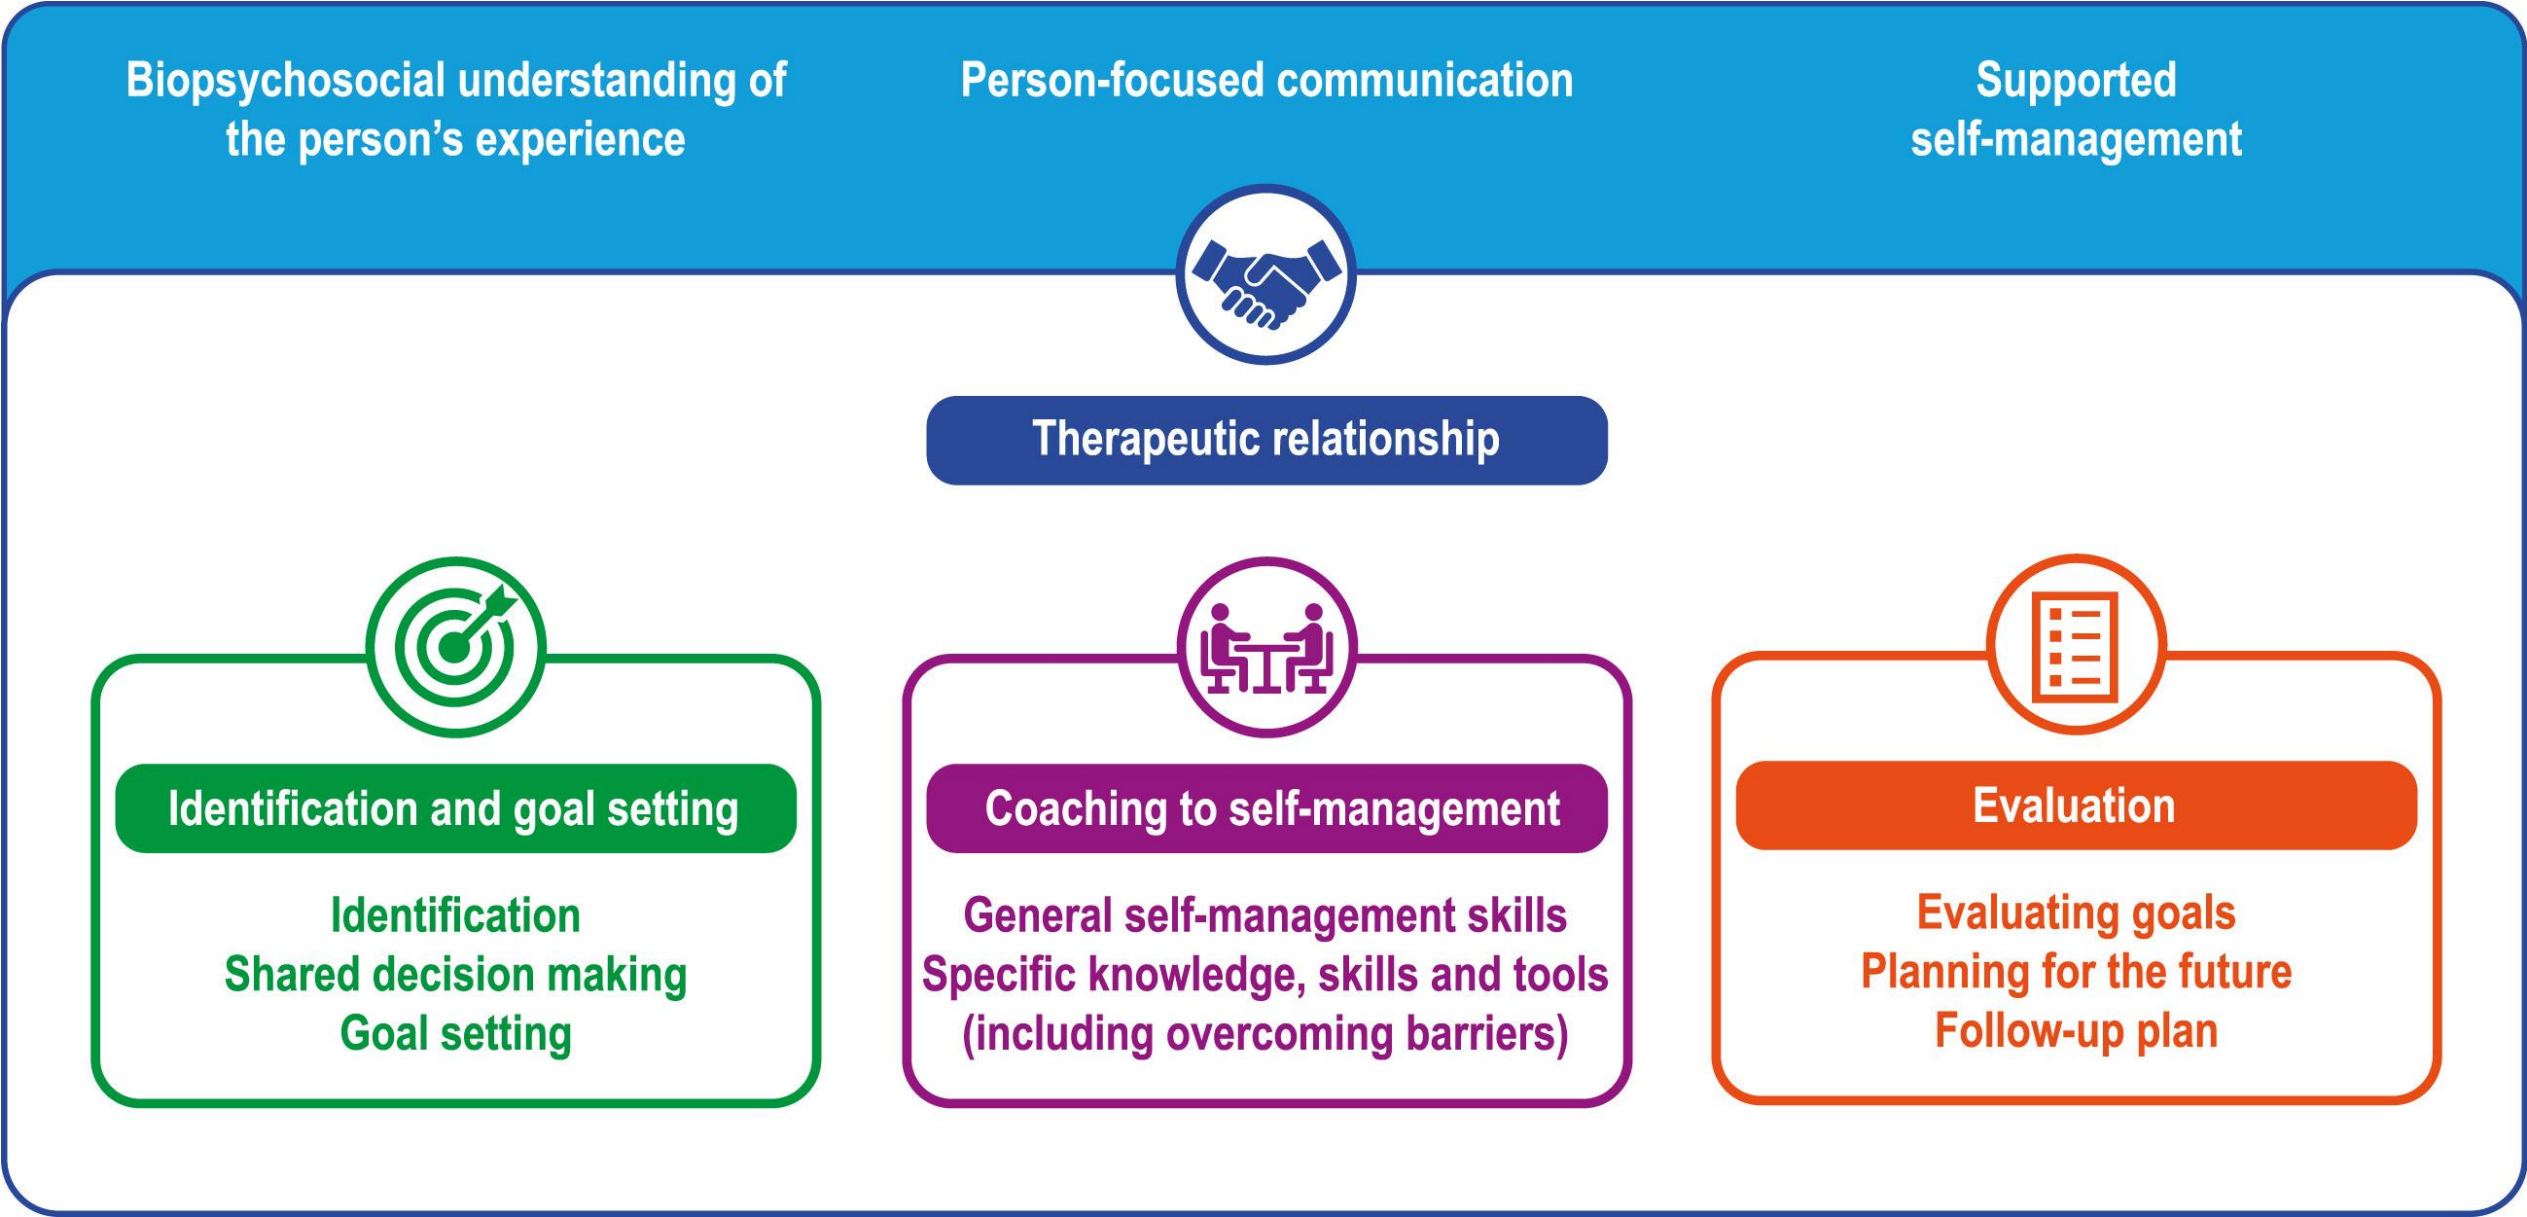 Biopsychosocial understanding of
the person’s experience
Person-focused communication
Supported
self-management
Therapeutic relationship
Identification and goal setting
Identification
Shared decision making
Goal setting
Coaching to self-management
General self-management skills
Specific knowledge, skills and tools
(including overcoming barriers)
Evaluation
Evaluating goals
Planning for the future
Follow-up plan